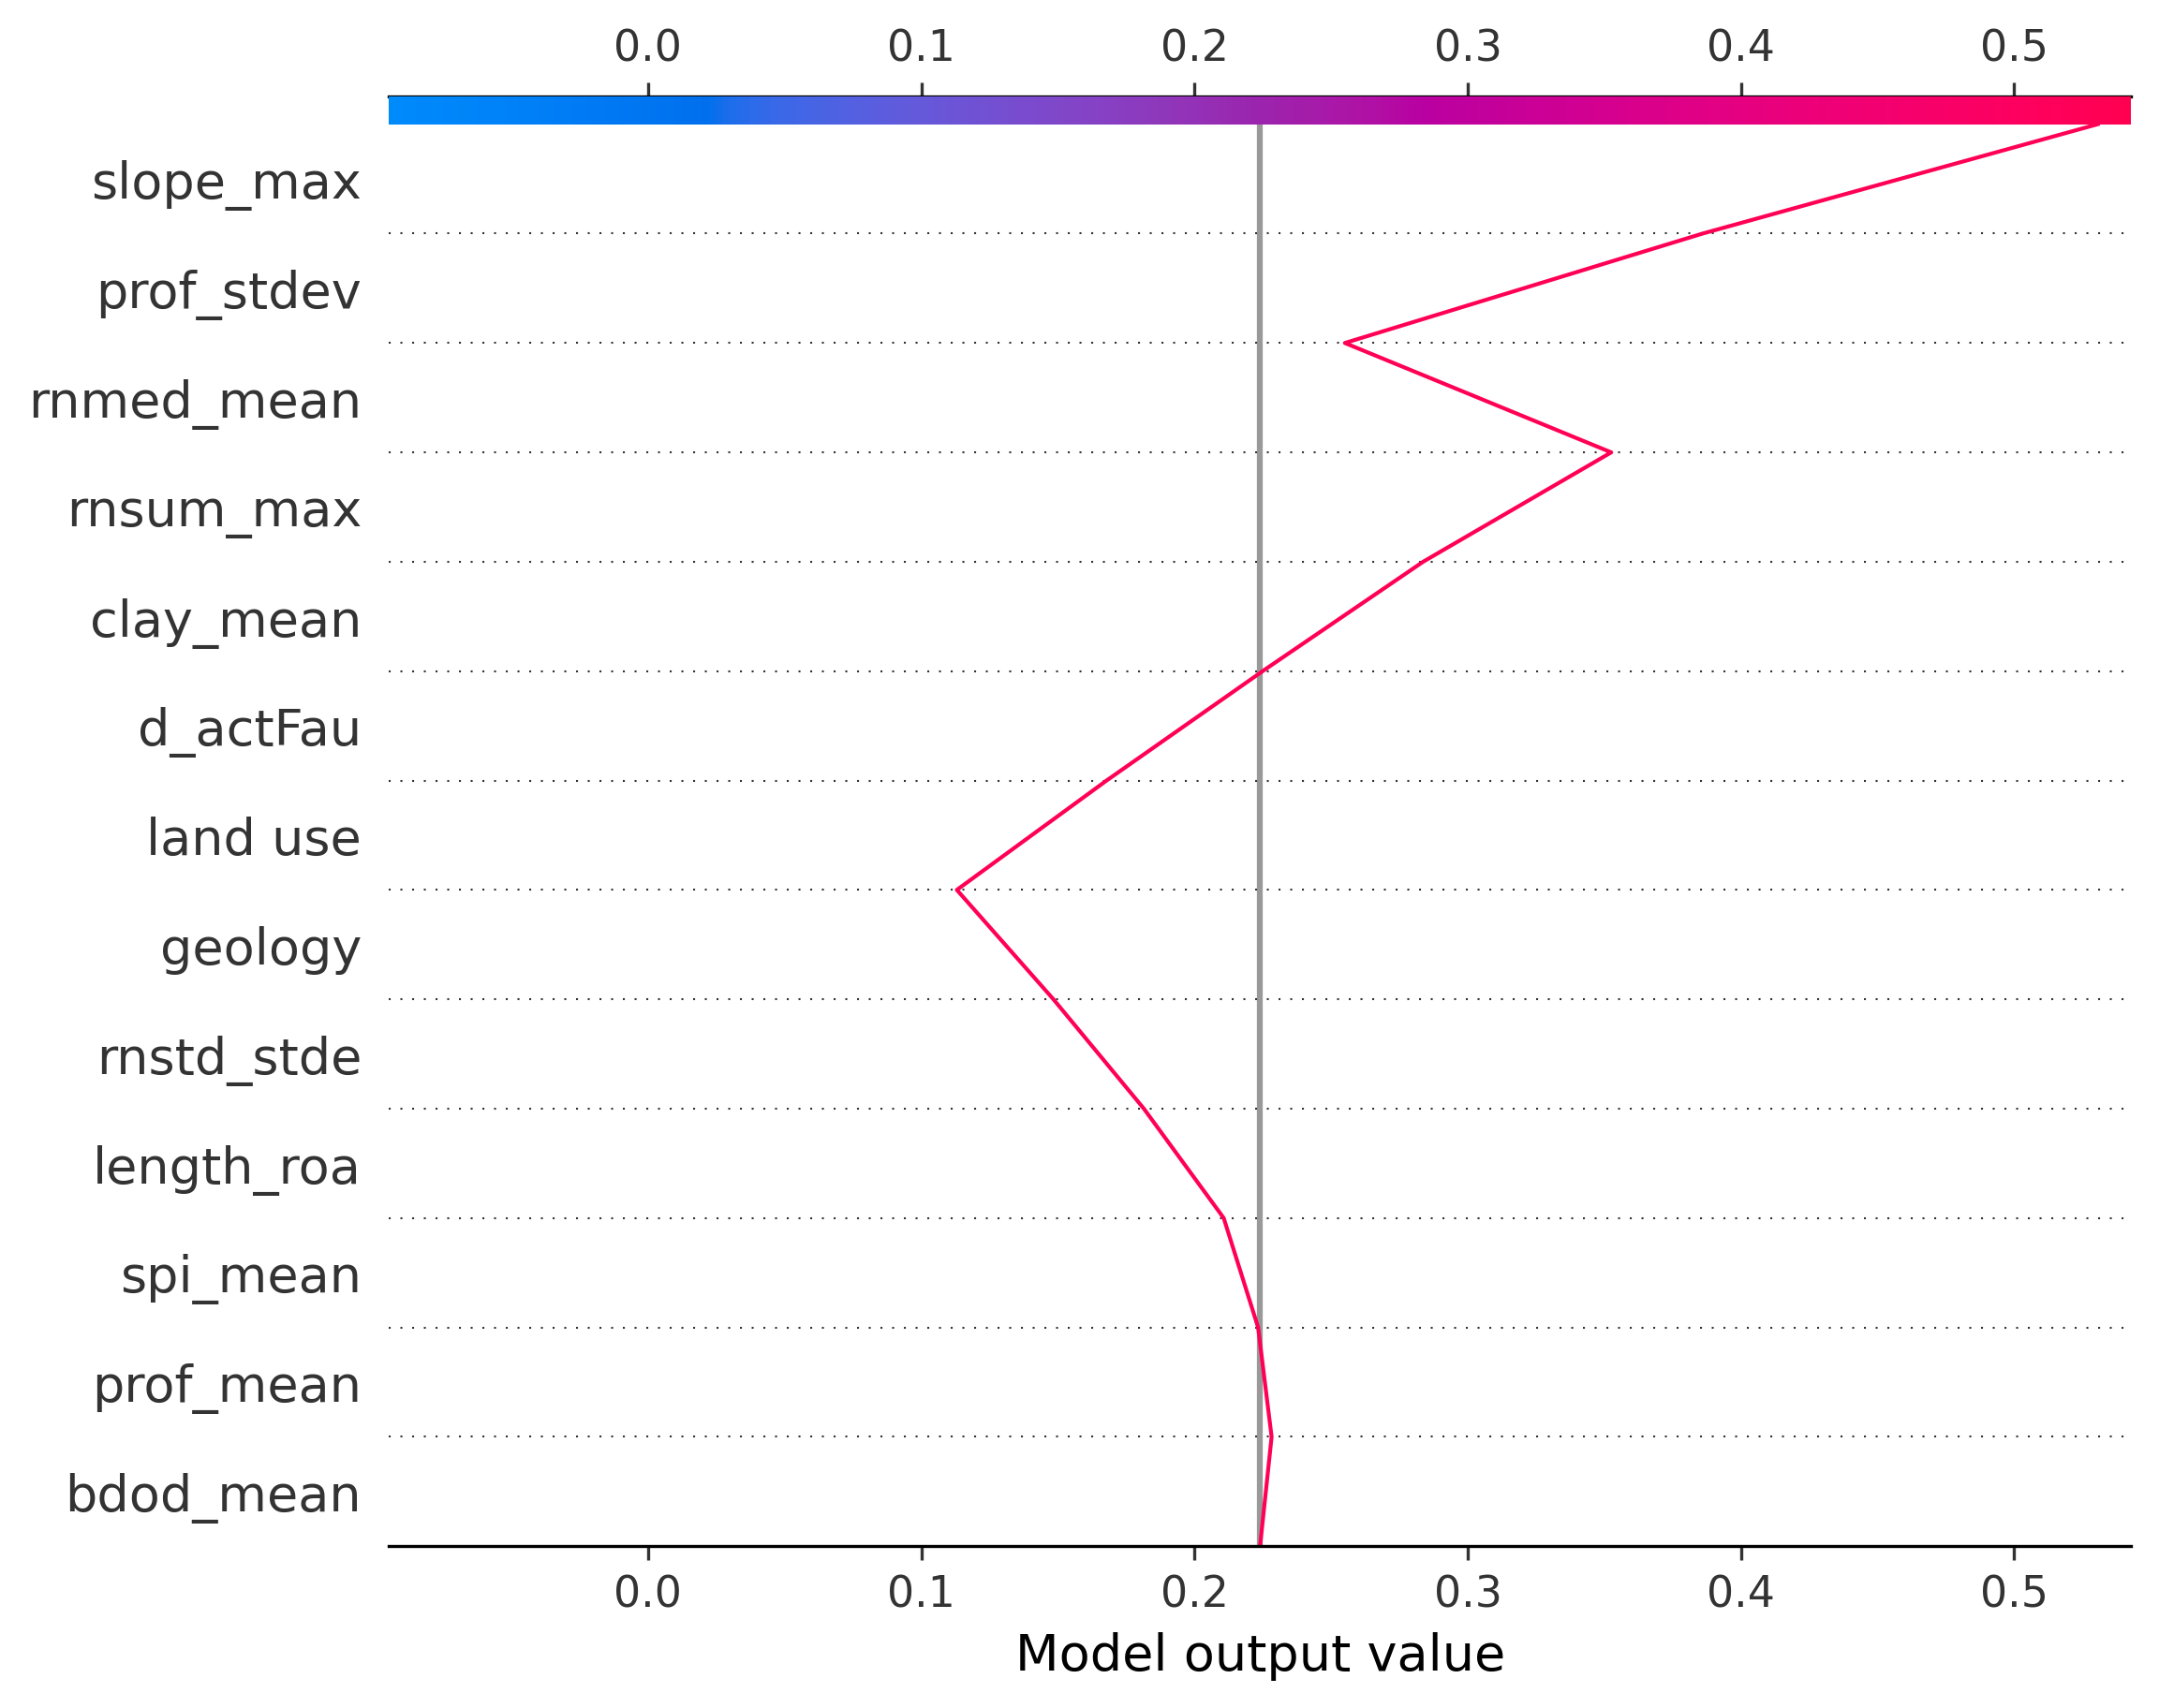 0.0 0.1 0.2 0.3 0.4 0.5
slope_max
prof_stdev
rnmed_mean
rnsum_max
clay_mean
d_actFau
land use
geology
rnstd_stde
length_roa
spi_mean
prof_mean
bdod_mean
0.0 0.1 0.2 0.3 0.4 0.5
Model output value